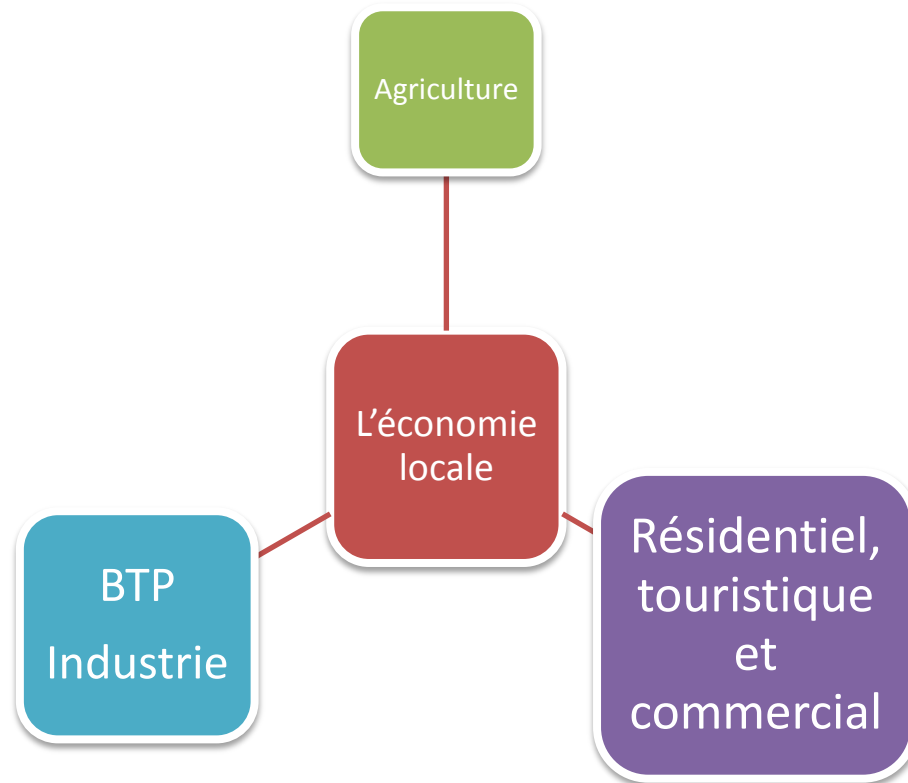 Agriculture
L’économie
locale
BTP
Industrie
Résidentiel,
touristique
et
commercial